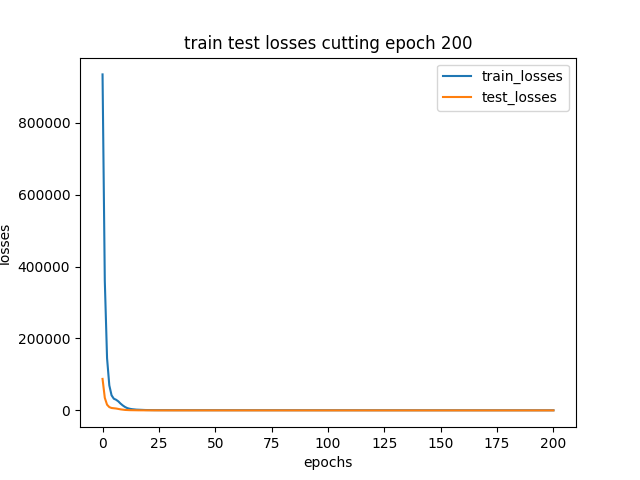 train test losses cutting epoch 200
train_losses
test_losses
800000
600000
400000
200000
0
losses
0 25 50 75 100 125 150 175 200
epochs